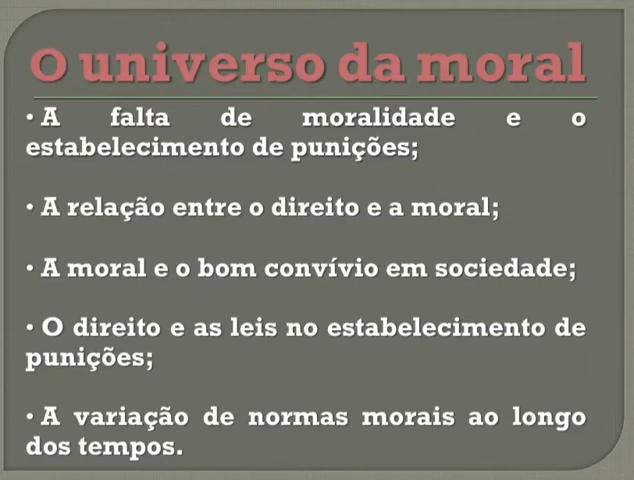 O universo da moral
• A falta de moralidade e o
estabelecimento de punições;
• A relação entre o direito e a moral;
• A moral e o bom convívio em sociedade;
• O direito e as leis no estabelecimento de
punições;
• A variação de normas morais ao longo
dos tempos.